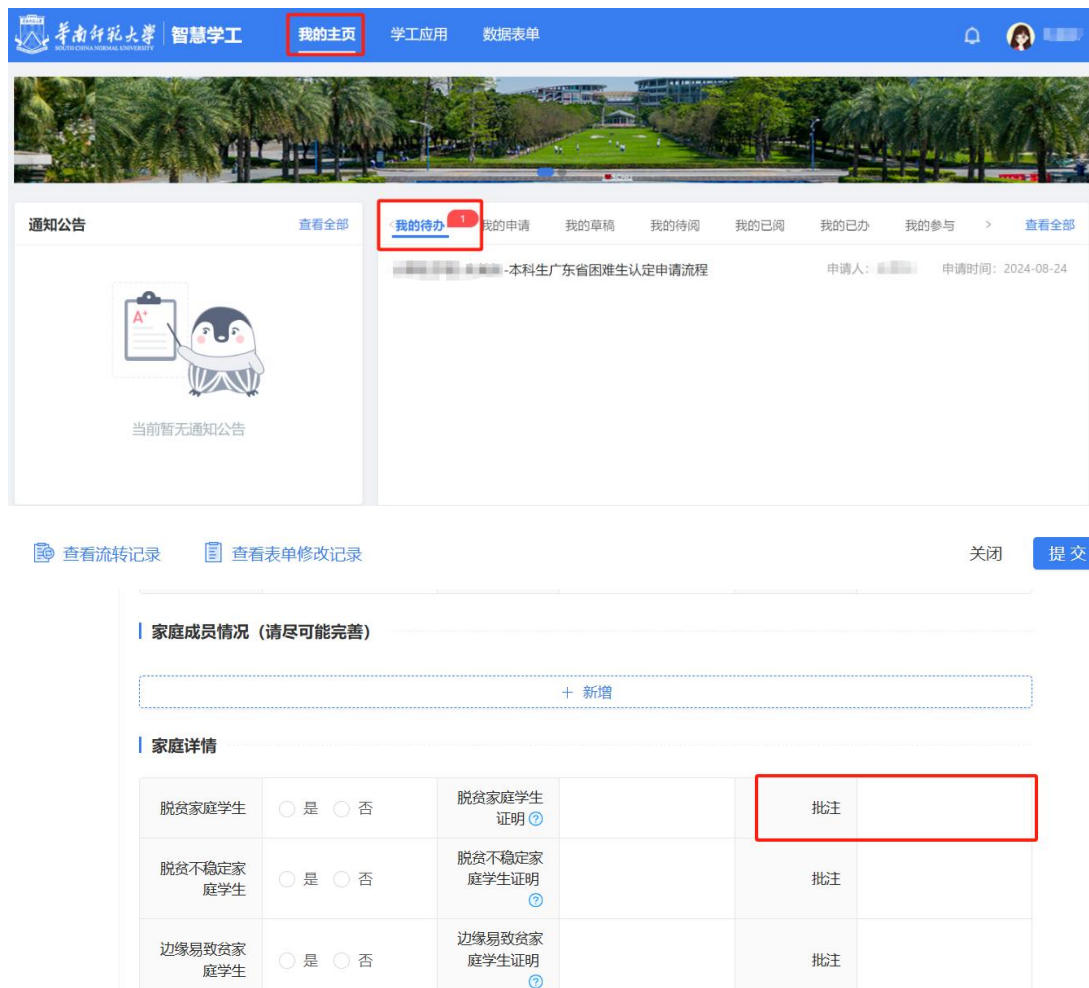 華南師範大學 智慧学工 我的主页 学工应用 数据表单
SOUTH CHINA NORMAL UNIVERSITY
通知公告 查看全部
我的待办 1 我的申请 我的草稿 我的待阅 我的已阅 我的已办 我的参与 > 查看全部
-本科生广东省困难生认定申请流程 申请人: 申请时间: 2024-08-24
A+
当前暂无通知公告
查看流转记录 查看表单修改记录 关闭 提交
家庭成员情况（请尽可能完善）
+ 新增
家庭详情
脱贫家庭学生 是 否 脱贫家庭学生
证明 ? 批注
脱贫不稳定家
庭学生 是 否 脱贫不稳定家
庭学生证明
? 批注
边缘易致贫家
庭学生 是 否 边缘易致贫家
庭学生证明
? 批注